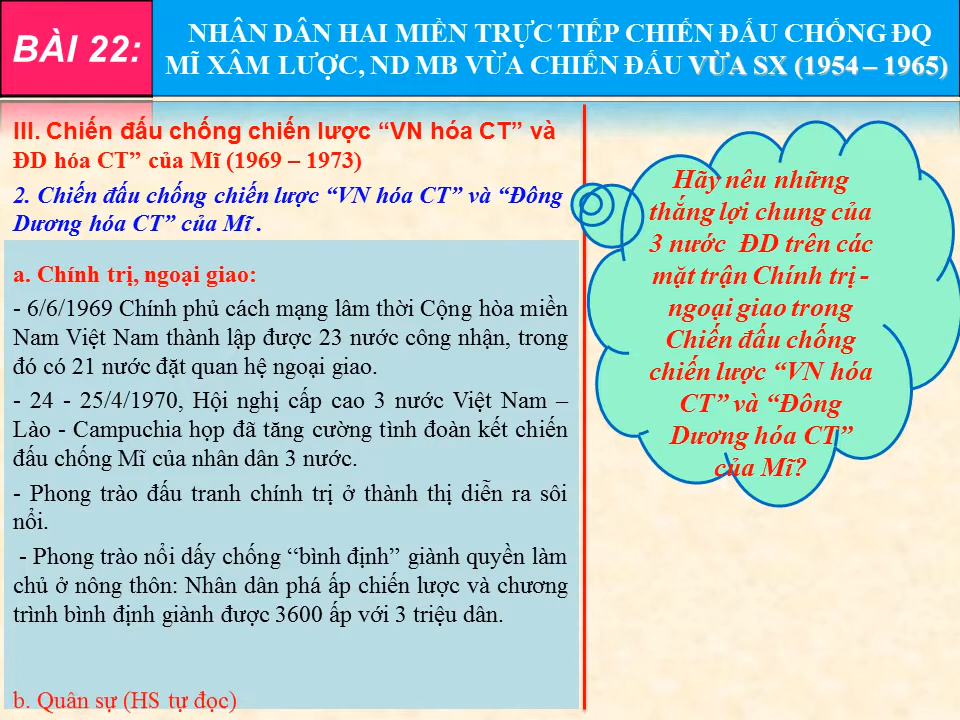 BÀI 22:
NHÂN DÂN HAI MIỀN TRỰC TIẾP CHIẾN ĐẤU CHỐNG ĐQ
MĨ XÂM LƯỢC, ND MB VỪA CHIẾN ĐẤU VỪA SX (1954 – 1965)
III. Chiến đấu chống chiến lược “VN hóa CT” và
ĐD hóa CT” của Mĩ (1969 – 1973)
2. Chiến đấu chống chiến lược “VN hóa CT” và “Đông
Dương hóa CT” của Mĩ .
a. Chính trị, ngoại giao:
- 6/6/1969 Chính phủ cách mạng lâm thời Cộng hòa miền
Nam Việt Nam thành lập được 23 nước công nhận, trong
đó có 21 nước đặt quan hệ ngoại giao.
- 24 - 25/4/1970, Hội nghị cấp cao 3 nước Việt Nam –
Lào - Campuchia họp đã tăng cường tình đoàn kết chiến
đấu chống Mĩ của nhân dân 3 nước.
- Phong trào đấu tranh chính trị ở thành thị diễn ra sôi
nổi.
- Phong trào nổi dấy chống “bình định” giành quyền làm
chủ ở nông thôn: Nhân dân phá ấp chiến lược và chương
trình bình định giành được 3600 ấp với 3 triệu dân.
b. Quân sự (HS tự đọc)
Hãy nêu những
thắng lợi chung của
3 nước ĐD trên các
mặt trận Chính trị -
ngoại giao trong
Chiến đấu chống
chiến lược “VN hóa
CT” và “Đông
Dương hóa CT”
của Mĩ?